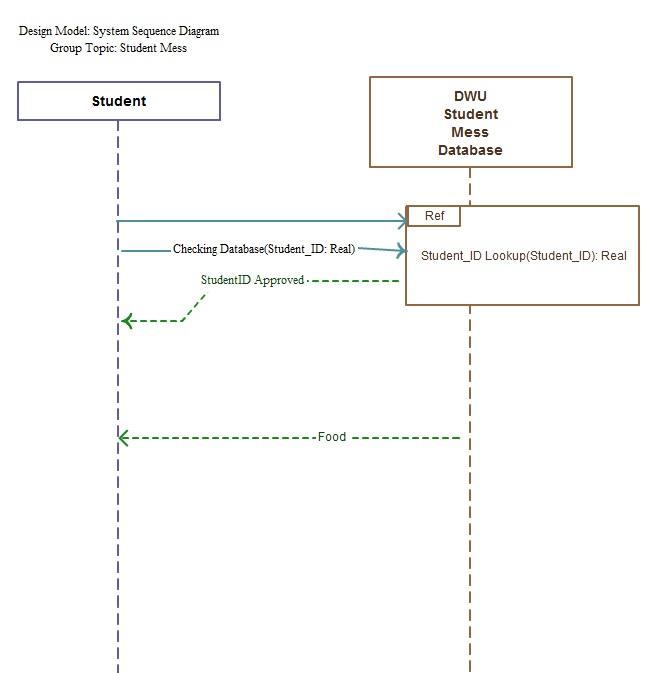 Design Model: System Sequence Diagram
Group Topic: Student Mess
Student
DWU
Student
Mess
Database
Ref
Checking Database(Student_ID: Real)
Student_ID Lookup(Student_ID): Real
StudentID Approved
Food